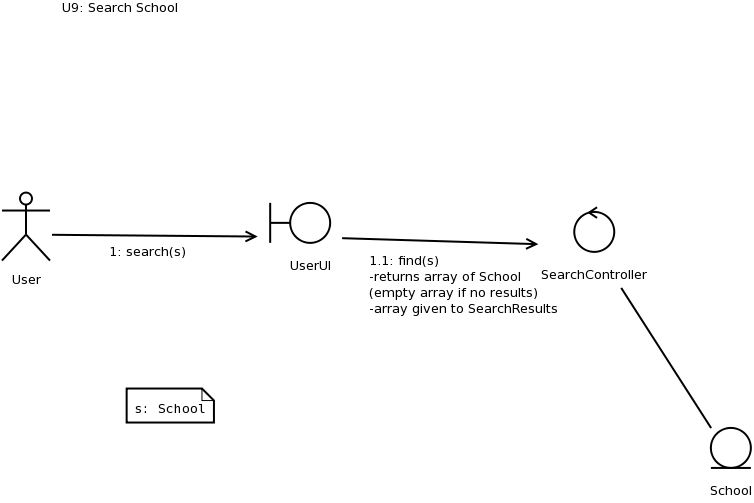 U9: Search School
1: search(s)
User
UserUI
1.1: find(s)
-returns array of School
(empty array if no results)
-array given to SearchResults
SearchController
s: School
School